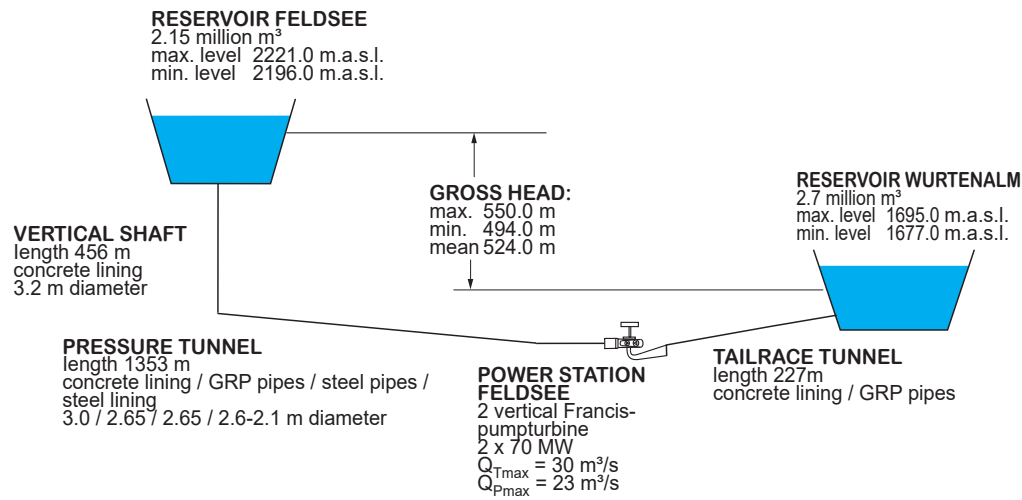 RESERVOIR FELDSEE
2.15 million m³
max. level 2221.0 m.a.s.l.
min. level 2196.0 m.a.s.l.
GROSS HEAD:
max. 550.0 m
min. 494.0 m
mean 524.0 m
RESERVOIR WURTENALM
2.7 million m³
max. level 1695.0 m.a.s.l.
min. level 1677.0 m.a.s.l.
VERTICAL SHAFT
length 456 m
concrete lining
3.2 m diameter
PRESSURE TUNNEL
length 1353 m
concrete lining / GRP pipes / steel pipes /
steel lining
3.0 / 2.65 / 2.65 / 2.6-2.1 m diameter
POWER STATION
FELDSEE
2 vertical Francis-
pumpturbine
2 x 70 MW
QTmax = 30 m³/s
QPmax = 23 m³/s
TAILRACE TUNNEL
length 227m
concrete lining / GRP pipes